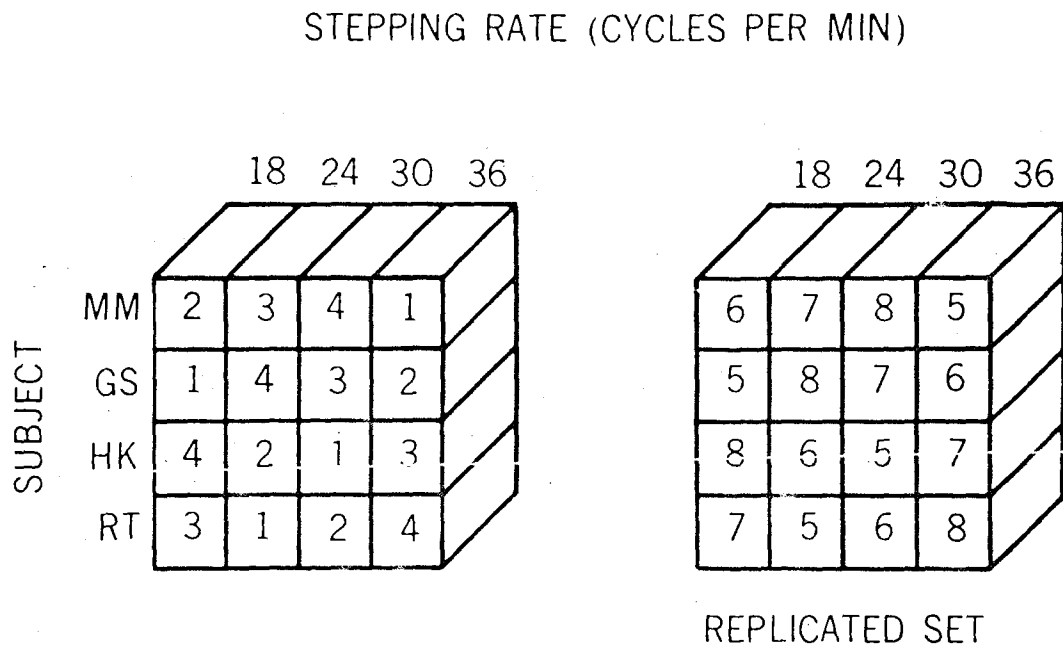 STEPPING RATE (CYCLES PER MIN)
18 24 30 36 18 24 30 36
SUBJECT
MM 2 3 4 1 6 7 8 5
GS 1 4 3 2 5 8 7 6
HK 4 2 1 3 8 6 5 7
RT 3 1 2 4 7 5 6 8
REPLICATED SET